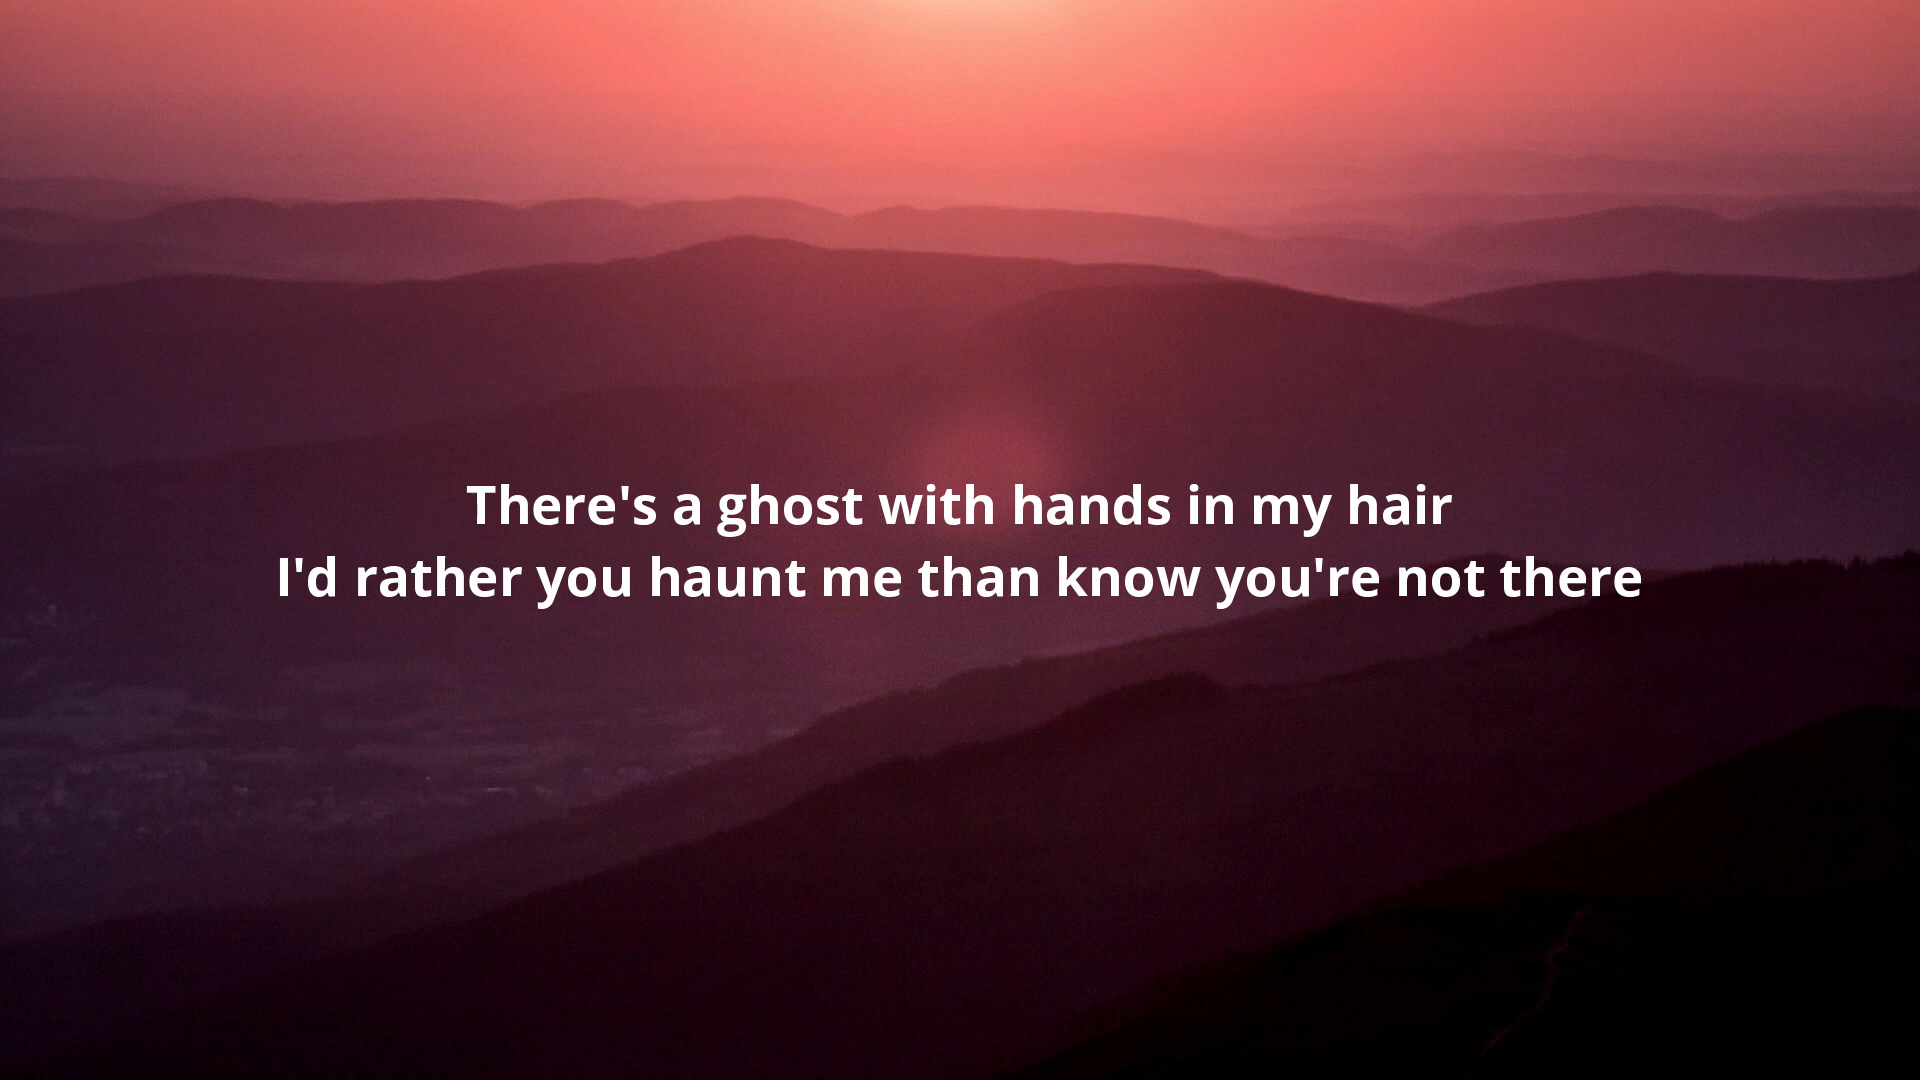 There's a ghost with hands in my hair
I'd rather you haunt me than know you're not there